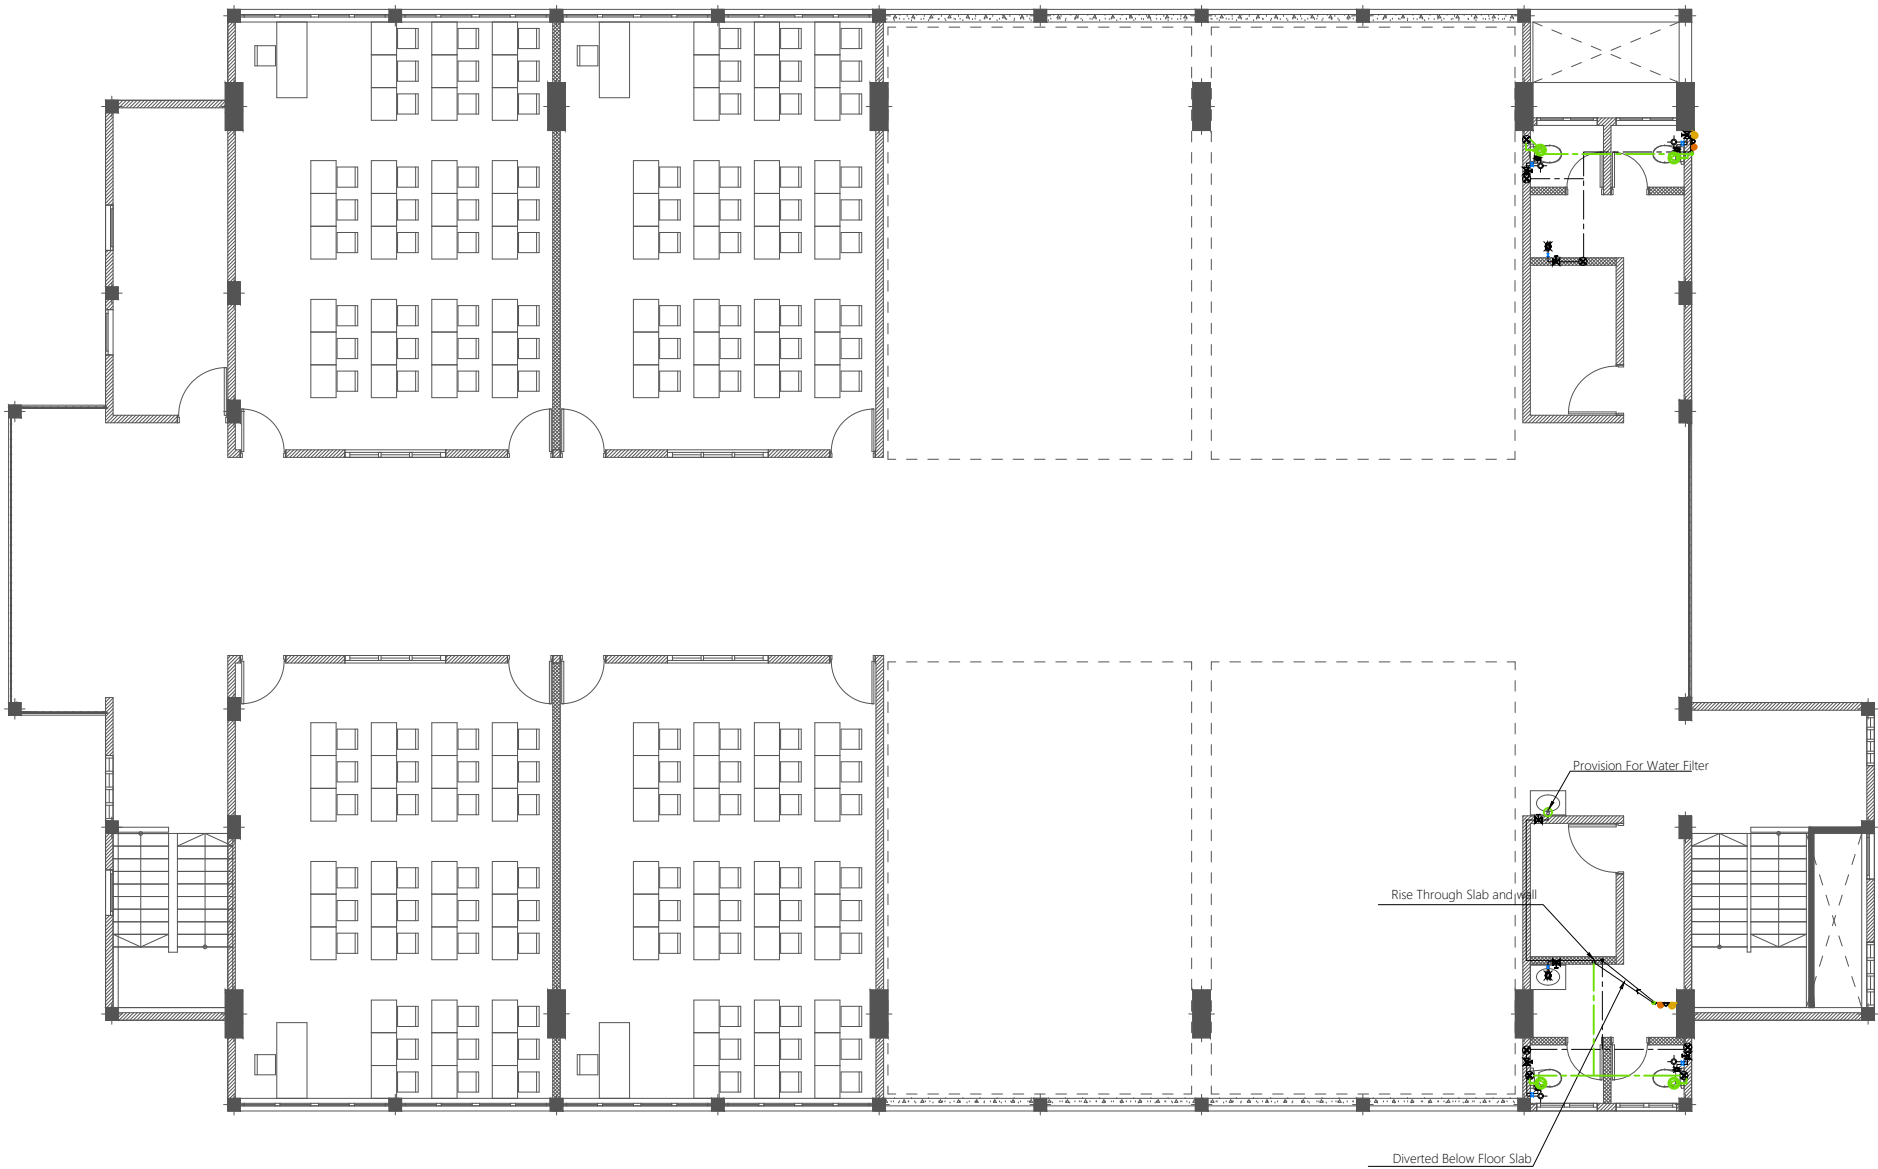 Provision For Water Filter
Rise Through Slab and wall
Diverted Below Floor Slab